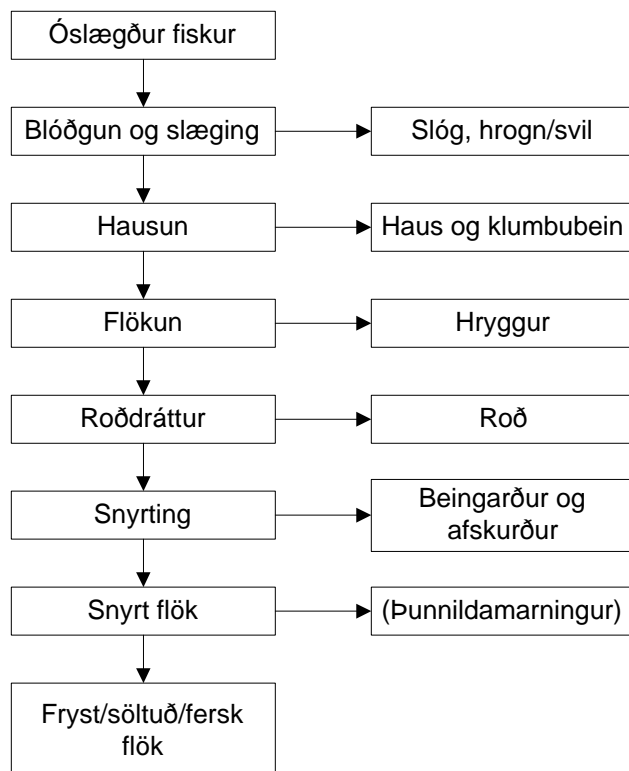 Óslægður fiskur
Blóðgun og slæging
Slóg, hrogn/svil
Hausun
Haus og klumbubein
Flökun
Hryggur
Roðdráttur
Roð
Snyrting
Beingarður og
afskurður
Snyrt flök
(Þunnildamarningur)
Fryst/söltuð/fersk
flök